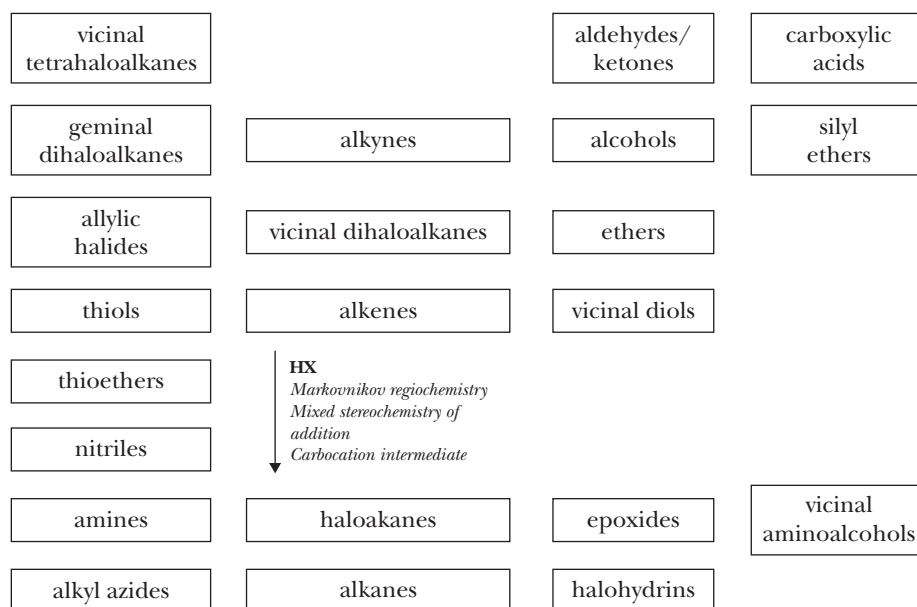 vicinal
tetrahaloalkanes
aldehydes/
ketones
carboxylic
acids
geminal
dihaloalkanes
alkynes
alcohols
silyl
ethers
allylic
halides
vicinal dihaloalkanes
ethers
thiols
alkenes
vicinal diols
thioethers
HX
Markovnikov regiochemistry
Mixed stereochemistry of
addition
Carbocation intermediate
nitriles
amines
haloakanes
epoxides
vicinal
aminoalcohols
alkyl azides
alkanes
halohydrins